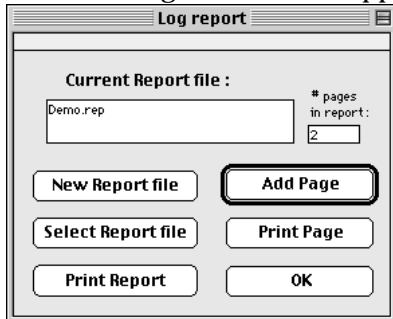 Log report
Current Report file :
# pages
in report:
Demo.rep
2
New Report file
Add Page
Select Report file
Print Page
Print Report
OK